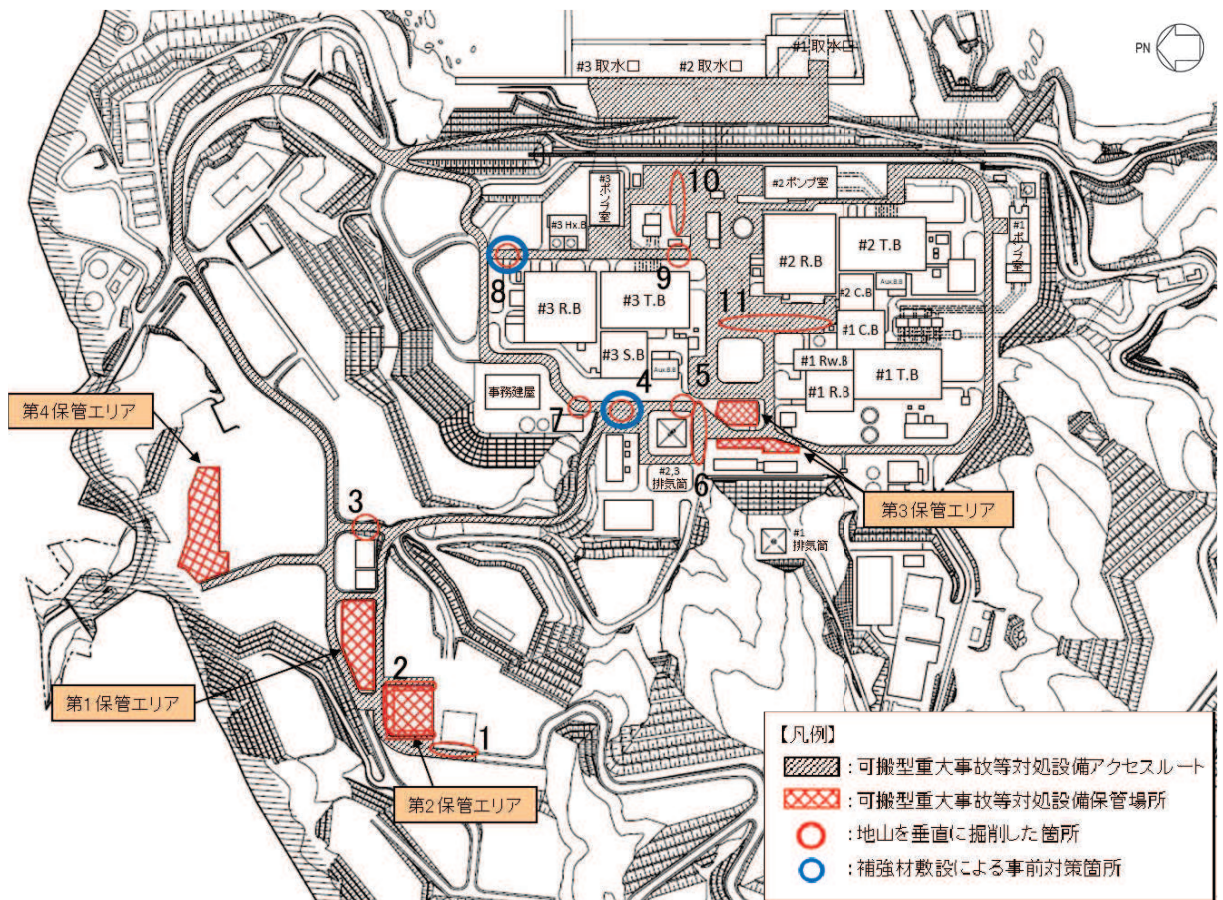 PN
#1 取水口
#3 取水口
#2 取水口
#3
ポンプ
室
10
#2 ポンプ室
#3 Hx.B
#1
ポンプ
室
#2 T.B
#2 R.B
8
9
#3 R.B
#3 T.B
Aux.B.B
#2 C.B
11
#1 C.B
#3 S.B
Aux.B.B
#1 Rw.B
#1 T.B
#1 R.B
事務建屋
4
5
7
第4保管エリア
#2,3
排気筒
6
第3保管エリア
3
#1
排気筒
第1保管エリア
2
1
第2保管エリア
【凡例】
:可搬型重大事故等対処設備アクセスルート
:可搬型重大事故等対処設備保管場所
:地山を垂直に掘削した箇所
:補強材敷設による事前対策箇所